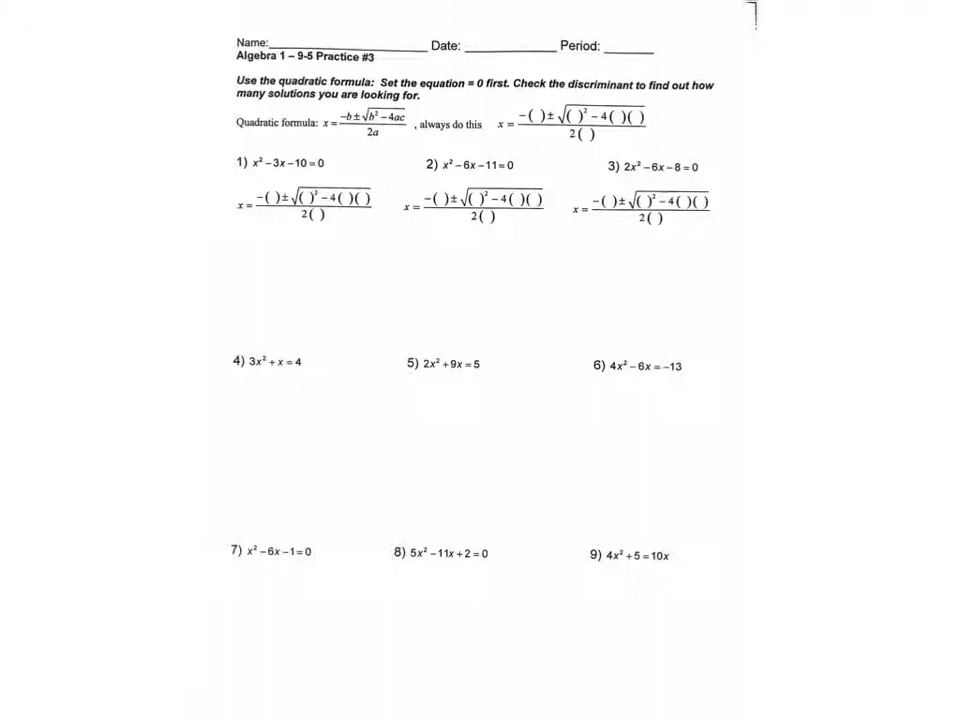 Name:____________________ Date: ____________ Period: ______
Algebra 1 – 9-5 Practice #3
Use the quadratic formula: Set the equation = 0 first. Check the discriminant to find out how
many solutions you are looking for.
Quadratic formula: x = (-b ± √(b² - 4ac)) / 2a , always do this x = (-( ) ± √(( )² - 4( )( ))) / 2( )
1) x² – 3x – 10 = 0 2) x² – 6x – 11 = 0 3) 2x² – 6x – 8 = 0
x = (-( ) ± √(( )² - 4( )( ))) / 2( ) x = (-( ) ± √(( )² - 4( )( ))) / 2( ) x = (-( ) ± √(( )² - 4( )( ))) / 2( )
4) 3x² + x = 4 5) 2x² + 9x = 5 6) 4x² – 6x = –13
7) x² – 6x – 1 = 0 8) 5x² – 11x + 2 = 0 9) 4x² + 5 = 10x